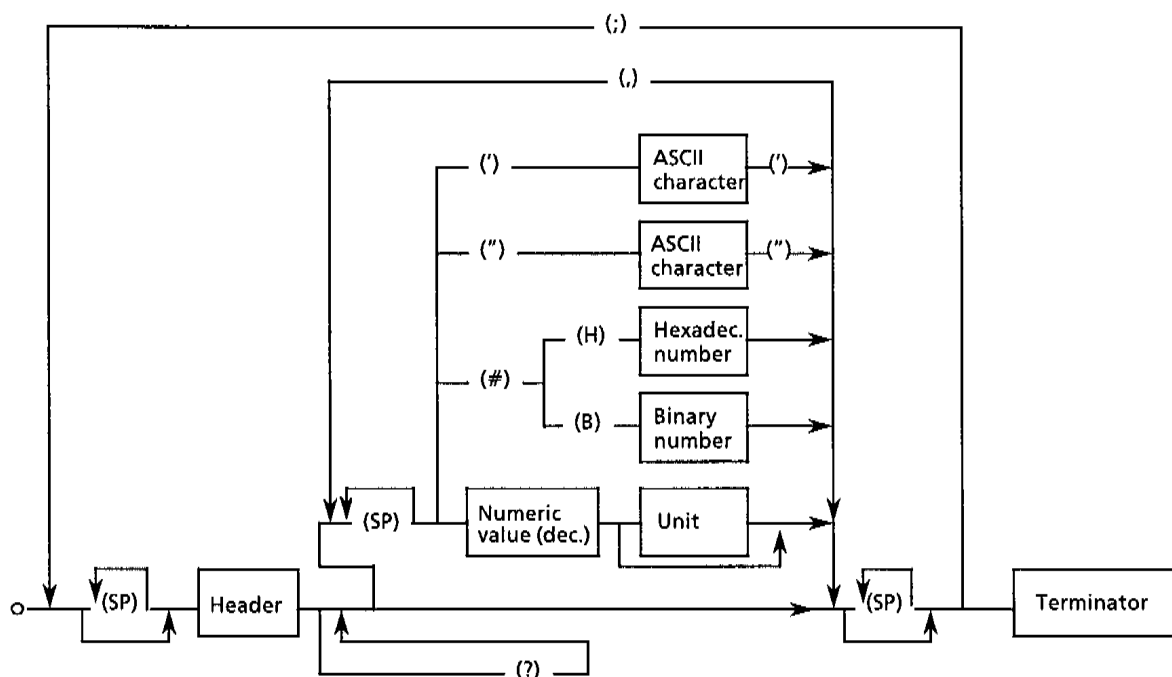 (;)
(,)
(') ASCII character (')
(") ASCII character (")
(H) Hexadec. number
(#)
(B) Binary number
(SP) Numeric value (dec.) Unit
(SP) Header (SP) Terminator
(?)